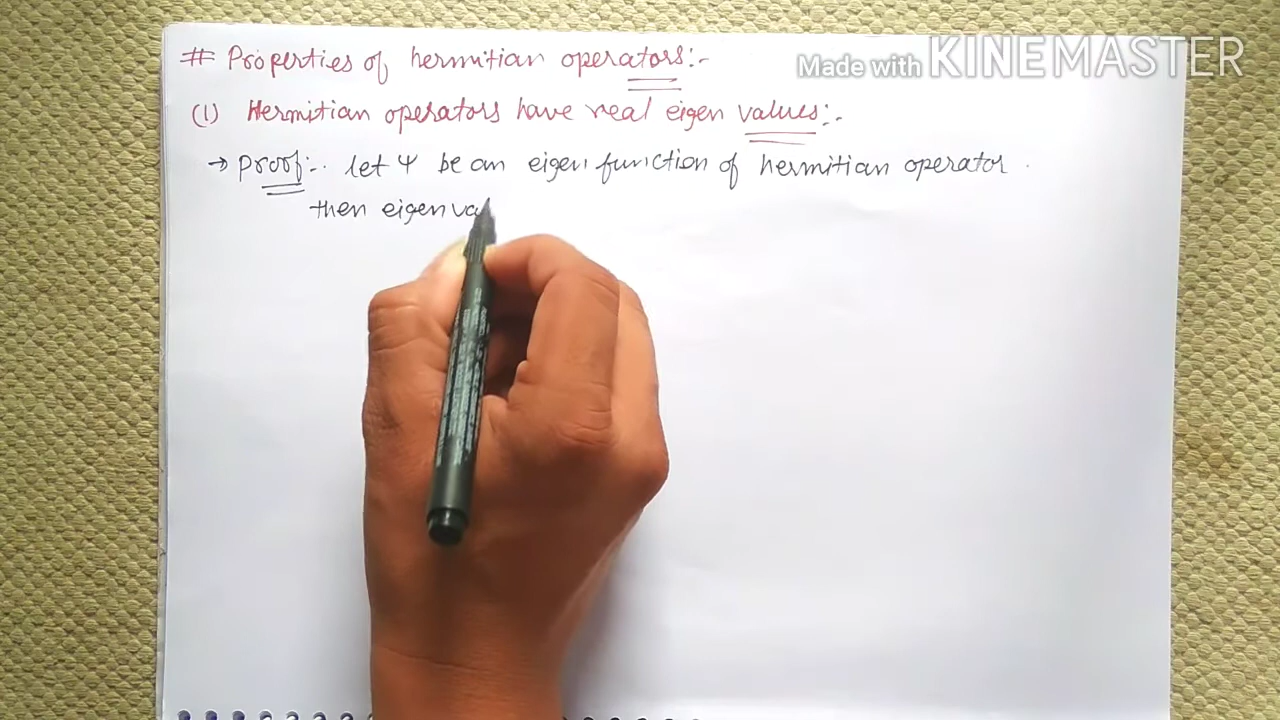 # Properties of hermitian operators:-
Made with KINEMASTER
(1) Hermitian operators have real eigen values:-
→ Proof:- let Ψ be an eigen function of hermitian operator
then eigen va